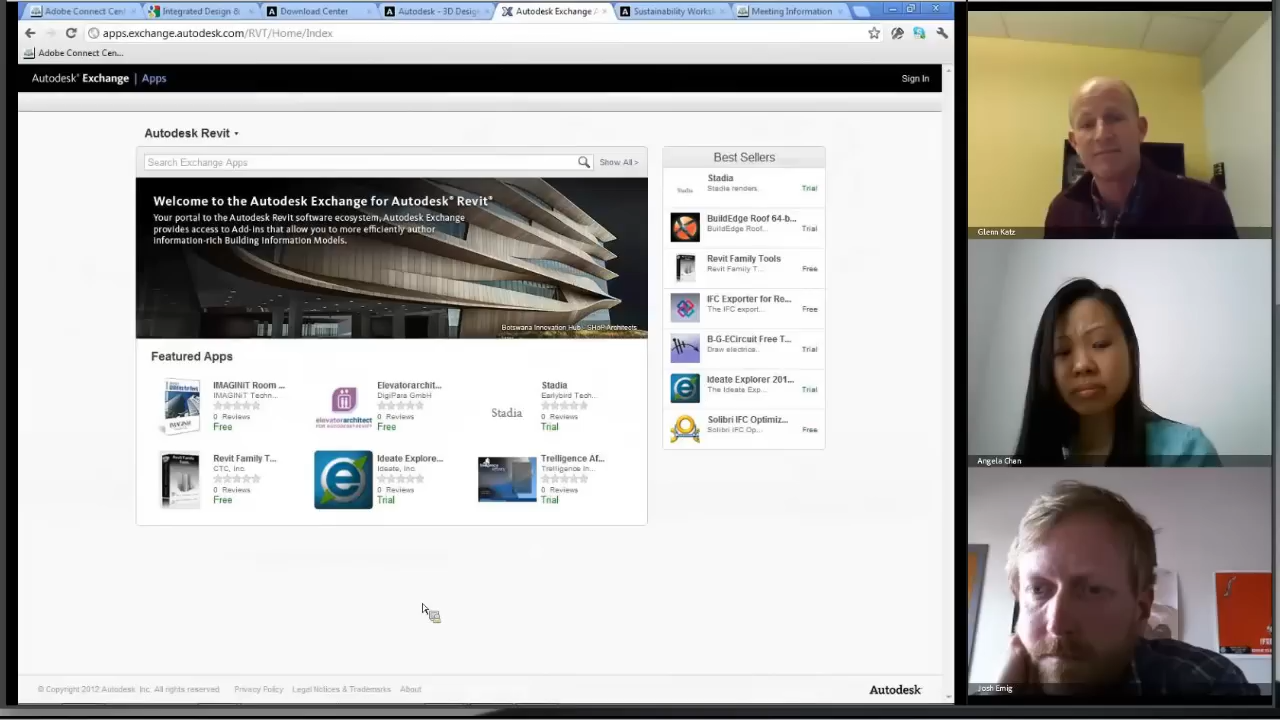 Adobe Connect Cent
Integrated Design &
Download Center
Autodesk - 3D Design
Autodesk Exchange A
Sustainability Works
Meeting Information
apps.exchange.autodesk.com/RVT/Home/Index
Adobe Connect Cen...
Autodesk® Exchange | Apps
Sign In
Autodesk Revit
Search Exchange Apps
Show All >
Welcome to the Autodesk Exchange for Autodesk® Revit®
Your portal to the Autodesk Revit software ecosystem, Autodesk Exchange
provides access to Add-ins that allow you to more efficiently author
information-rich Building Information Models.
Botswana Innovation Hub - SHoP Architects
Featured Apps
IMAGINiT Room ...
IMAGINiT Techn...
0 Reviews
Free
Elevatorarchit...
DigiPara GmbH
0 Reviews
Free
elevatorarchitect
Stadia
Stadia
Earlybird Tech...
0 Reviews
Trial
Revit Family T...
CTC, Inc
0 Reviews
Free
Ideate Explore...
Ideate, Inc.
0 Reviews
Trial
Trelligence Af...
Trelligence In...
0 Reviews
Trial
Best Sellers
Stadia
Stadia
Stadia renders.
Trial
BuildEdge Roof 64-b...
BuildEdge Roof...
Trial
Revit Family Tools
Revit Family T...
Free
IFC Exporter for Re...
The IFC export...
Free
B-G-ECircuit Free T...
Draw electrica..
Trial
Ideate Explorer 201...
The Ideate Exp...
Trial
Solibri IFC Optimiz...
Solibri IFC Op...
Free
© Copyright 2012 Autodesk, Inc. All rights reserved
Privacy Policy
Legal Notices & Trademarks
About
Autodesk
Glenn Katz
Angela Chan
Josh Emig